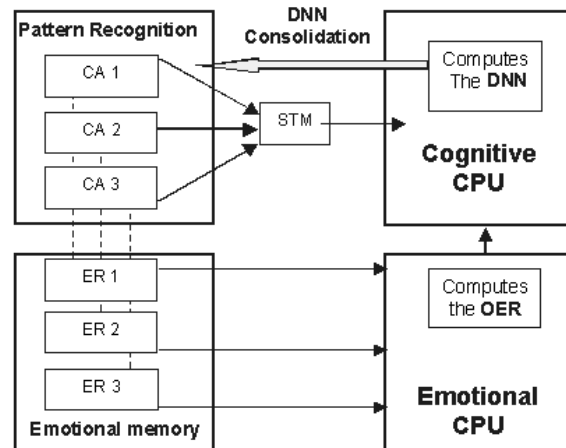 Pattern Recognition
CA 1
CA 2
CA 3
DNN
Consolidation
STM
Computes
The DNN
Cognitive
CPU
ER 1
ER 2
ER 3
Emotional memory
Computes
the OER
Emotional
CPU